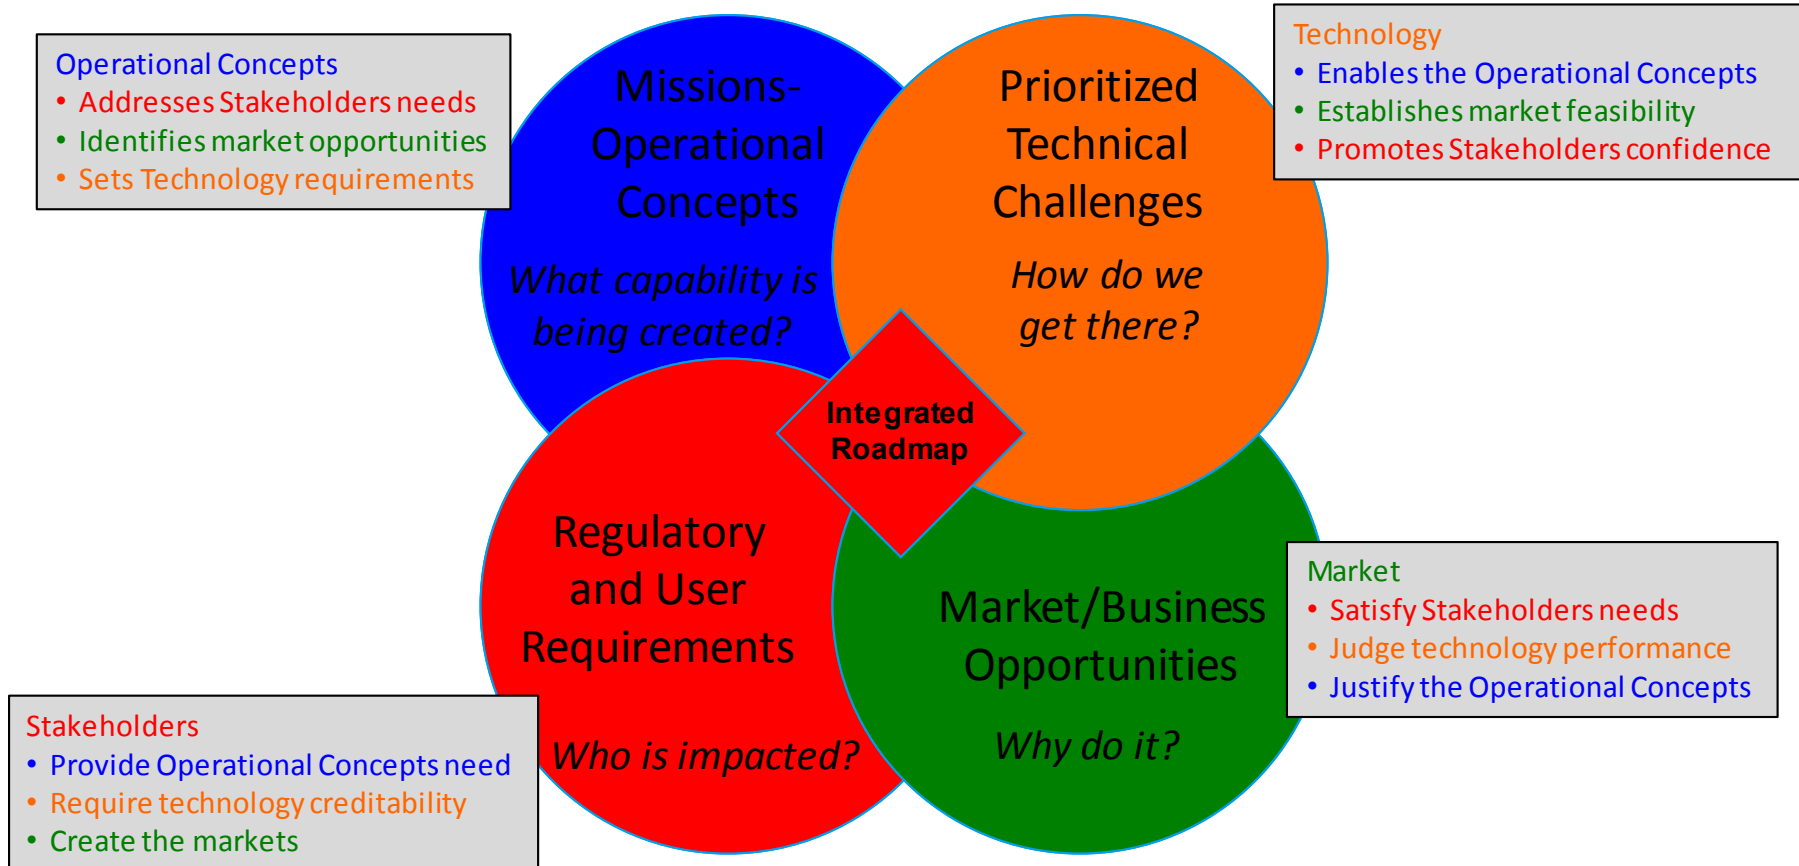 Operational Concepts
• Addresses Stakeholders needs
• Identifies market opportunities
• Sets Technology requirements
Missions-
Operational
Concepts
What capability is
being created?
Prioritized
Technical
Challenges
How do we
get there?
Technology
• Enables the Operational Concepts
• Establishes market feasibility
• Promotes Stakeholders confidence
Integrated
Roadmap
Regulatory
and User
Requirements
Who is impacted?
Market/Business
Opportunities
Why do it?
Market
• Satisfy Stakeholders needs
• Judge technology performance
• Justify the Operational Concepts
Stakeholders
• Provide Operational Concepts need
• Require technology creditability
• Create the markets